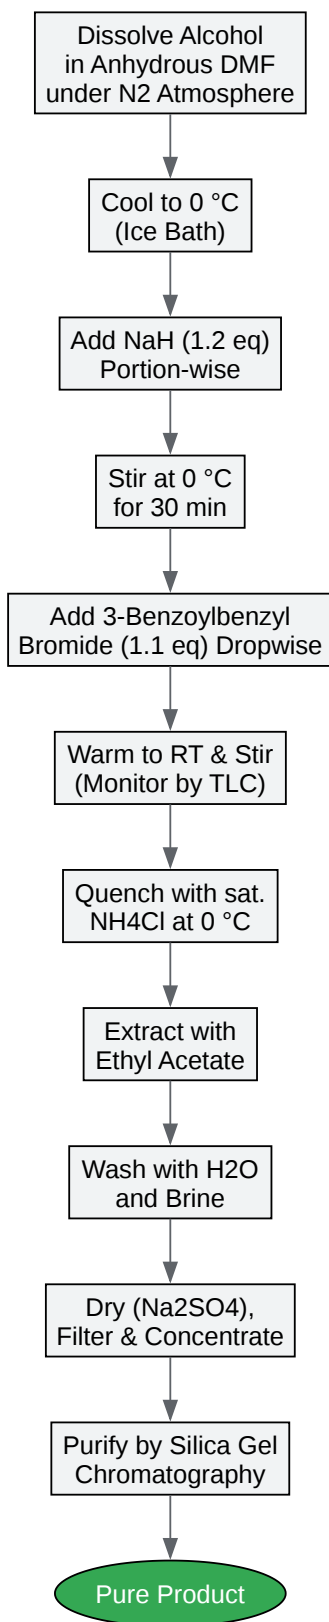 Dissolve Alcohol
in Anhydrous DMF
under N2 Atmosphere
Cool to 0 °C
(Ice Bath)
Add NaH (1.2 eq)
Portion-wise
Stir at 0 °C
for 30 min
Add 3-Benzoylbenzyl
Bromide (1.1 eq) Dropwise
Warm to RT & Stir
(Monitor by TLC)
Quench with sat.
NH4Cl at 0 °C
Extract with
Ethyl Acetate
Wash with H2O
and Brine
Dry (Na2SO4),
Filter & Concentrate
Purify by Silica Gel
Chromatography
Pure Product